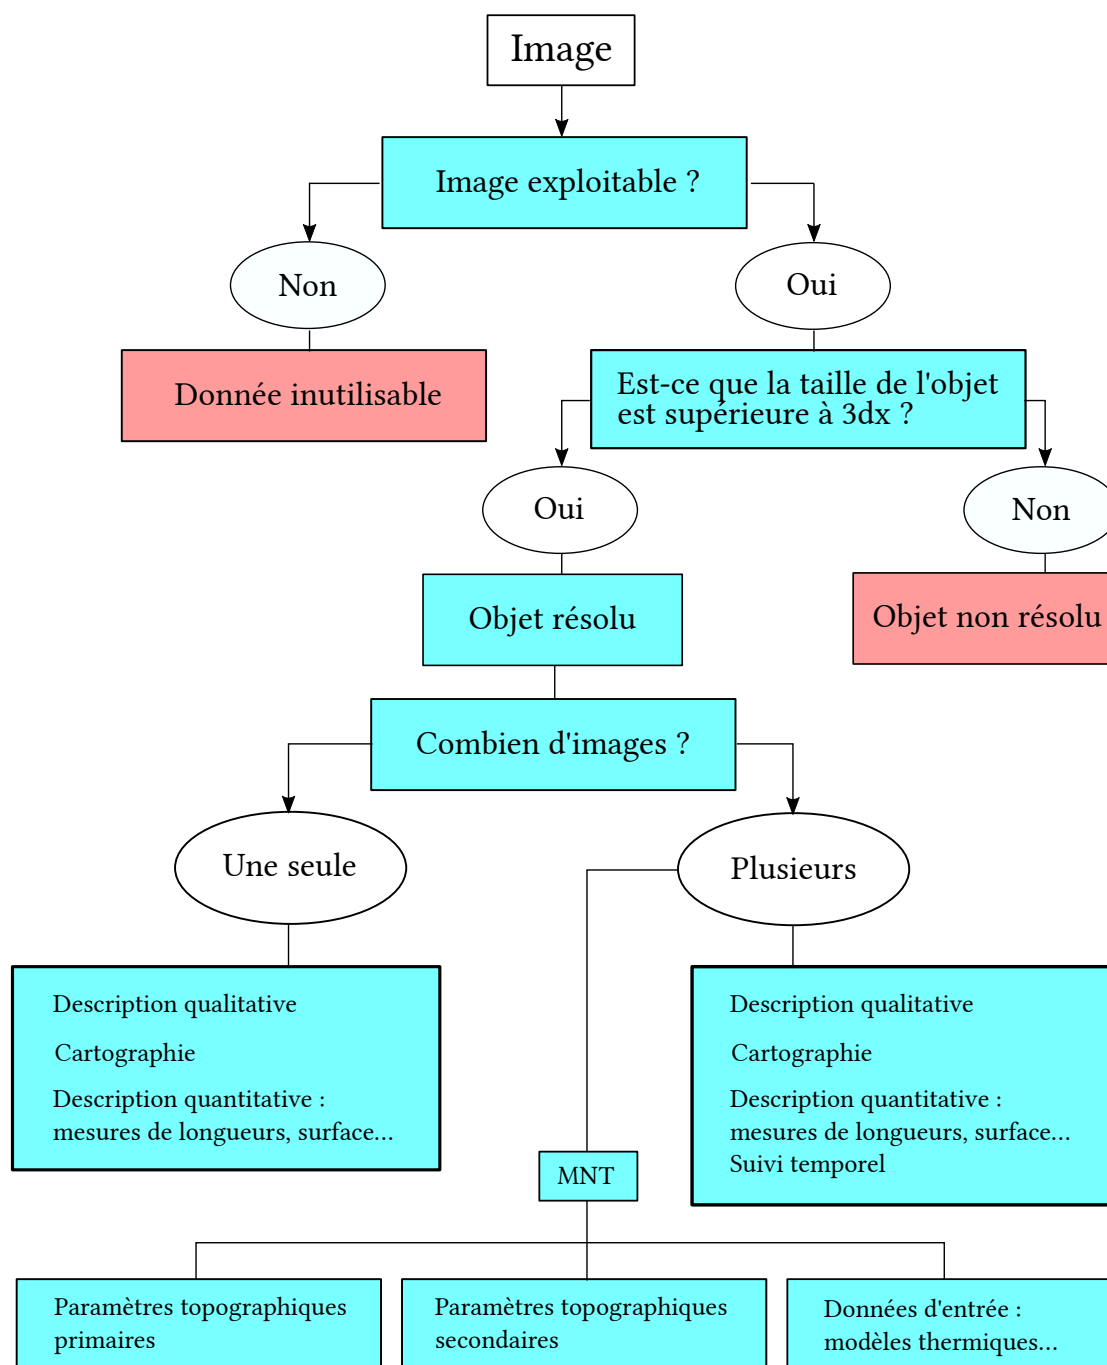 Image
Image exploitable ?
Non
Oui
Donnée inutilisable
Est-ce que la taille de l'objet
est supérieure à 3dx ?
Oui
Non
Objet résolu
Objet non résolu
Combien d'images ?
Une seule
Plusieurs
Description qualitative
Cartographie
Description quantitative :
mesures de longueurs, surface...
Description qualitative
Cartographie
Description quantitative :
mesures de longueurs, surface...
Suivi temporel
MNT
Paramètres topographiques
primaires
Paramètres topographiques
secondaires
Données d'entrée :
modèles thermiques...